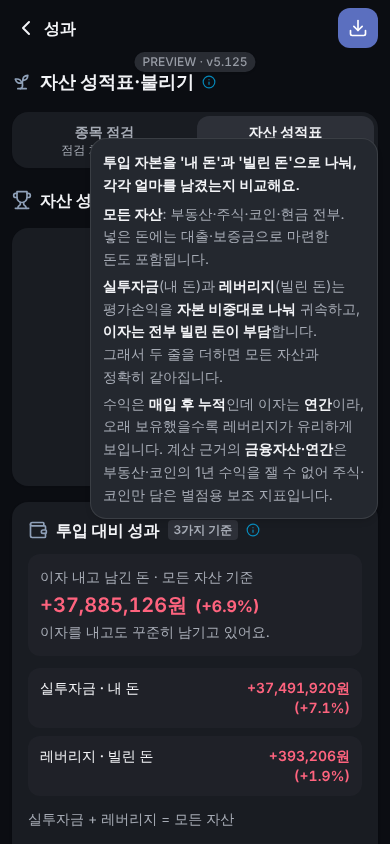 성과
PREVIEW · v5.125
자산 성적표·불리기
종목 점검
자산 성적표
점검
자산 성
투입 자본을 '내 돈'과 '빌린 돈'으로 나눠,
각각 얼마를 남겼는지 비교해요.
모든 자산: 부동산·주식·코인·현금 전부.
넣은 돈에는 대출·보증금으로 마련한
돈도 포함됩니다.
실투자금(내 돈)과 레버리지(빌린 돈)는
평가손익을 자본 비중대로 나눠 귀속하고,
이자는 전부 빌린 돈이 부담합니다.
그래서 두 줄을 더하면 모든 자산과
정확히 같아집니다.
수익은 매입 후 누적인데 이자는 연간이라,
오래 보유했을수록 레버리지가 유리하게
보입니다. 계산 근거의 금융자산·연간은
부동산·코인의 1년 수익을 잴 수 없어 주식·
코인만 담은 별점용 보조 지표입니다.
투입 대비 성과 3가지 기준
이자 내고 남긴 돈 · 모든 자산 기준
+37,885,126원 (+6.9%)
이자를 내고도 꾸준히 남기고 있어요.
실투자금 · 내 돈
+37,491,920원
(+7.1%)
레버리지 · 빌린 돈
+393,206원
(+1.9%)
실투자금 + 레버리지 = 모든 자산